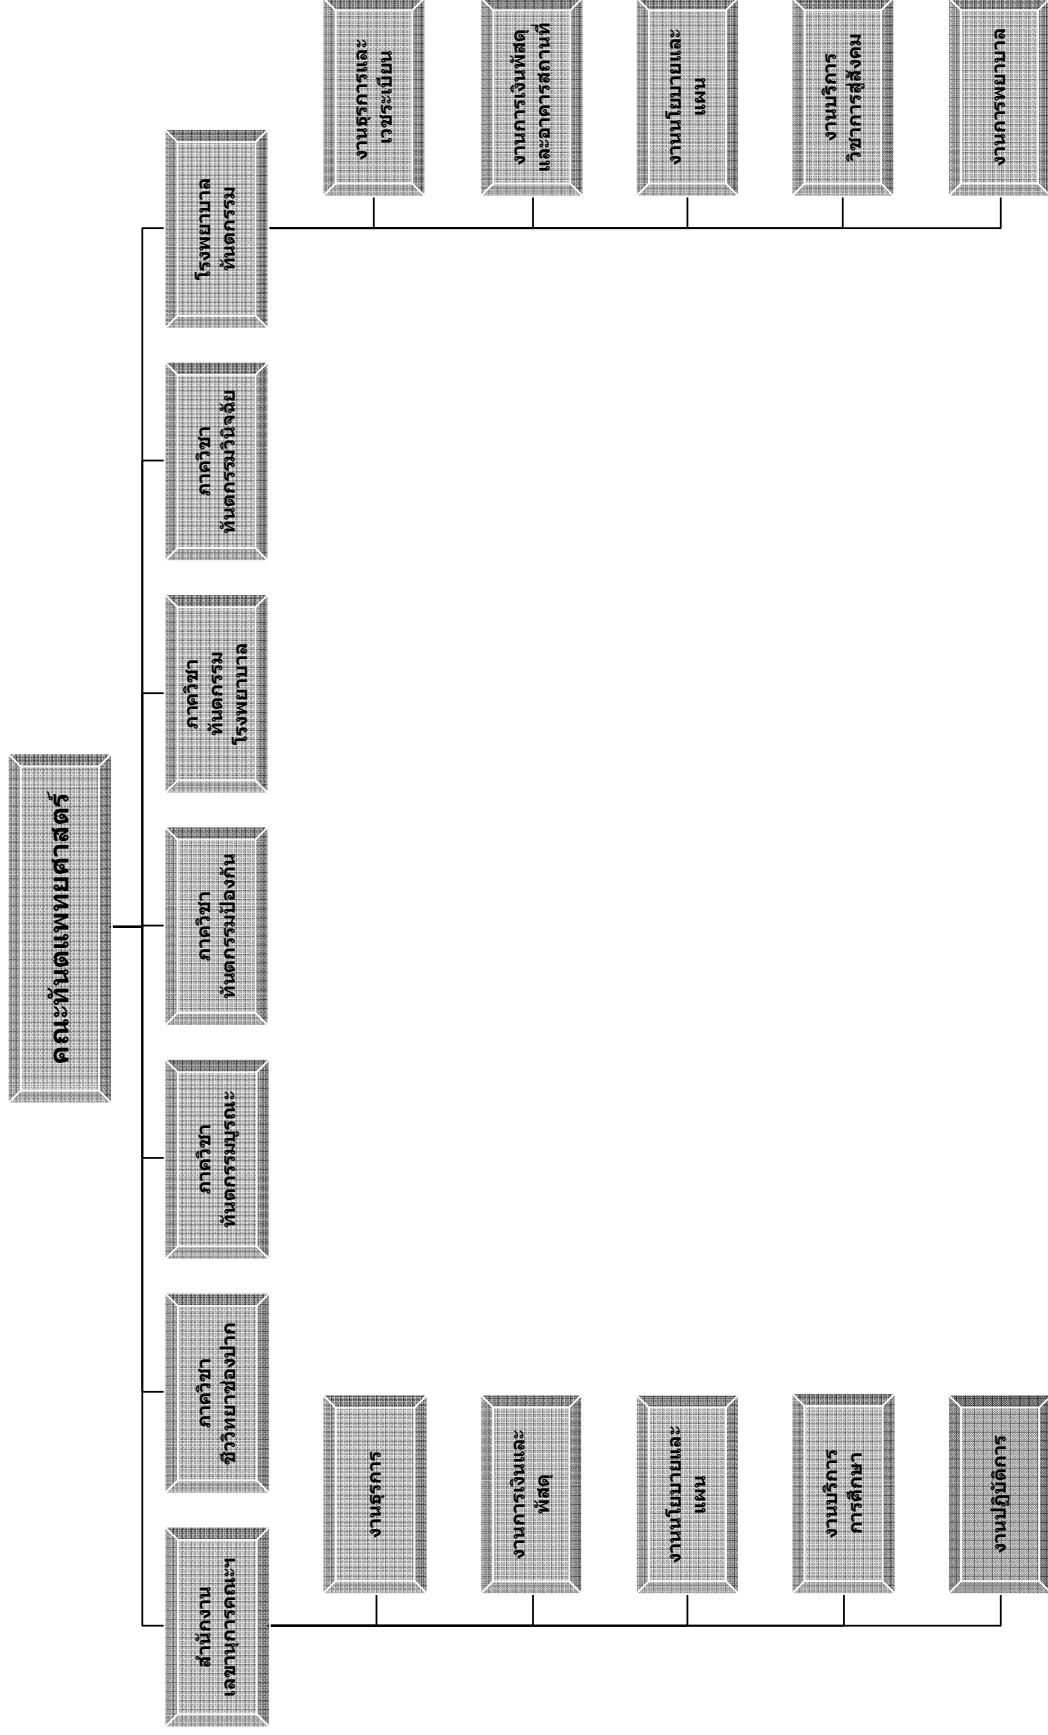 คณะทันตแพทยศาสตร์
สำนักงาน
เลขานุการคณะฯ
ภาควิชา
ชีววิทยาช่องปาก
ภาควิชา
ทันตกรรมบูรณะ
ภาควิชา
ทันตกรรมป้องกัน
ภาควิชา
ทันตกรรม
โรงพยาบาล
ภาควิชา
ทันตกรรมวินิจฉัย
โรงพยาบาล
ทันตกรรม
งานธุรการ
งานการเงินและ
พัสดุ
งานนโยบายและ
แผน
งานบริการ
การศึกษา
งานปฏิบัติการ
งานธุรการและ
เวชระเบียน
งานการเงินพัสดุ
และอาคารสถานที่
งานนโยบายและ
แผน
งานบริการ
วิชาการสู่สังคม
งานการพยาบาล